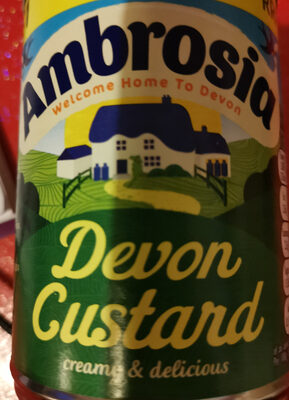 Ambrosia
Welcome Home To Devon
Devon
Custard
creamy & delicious